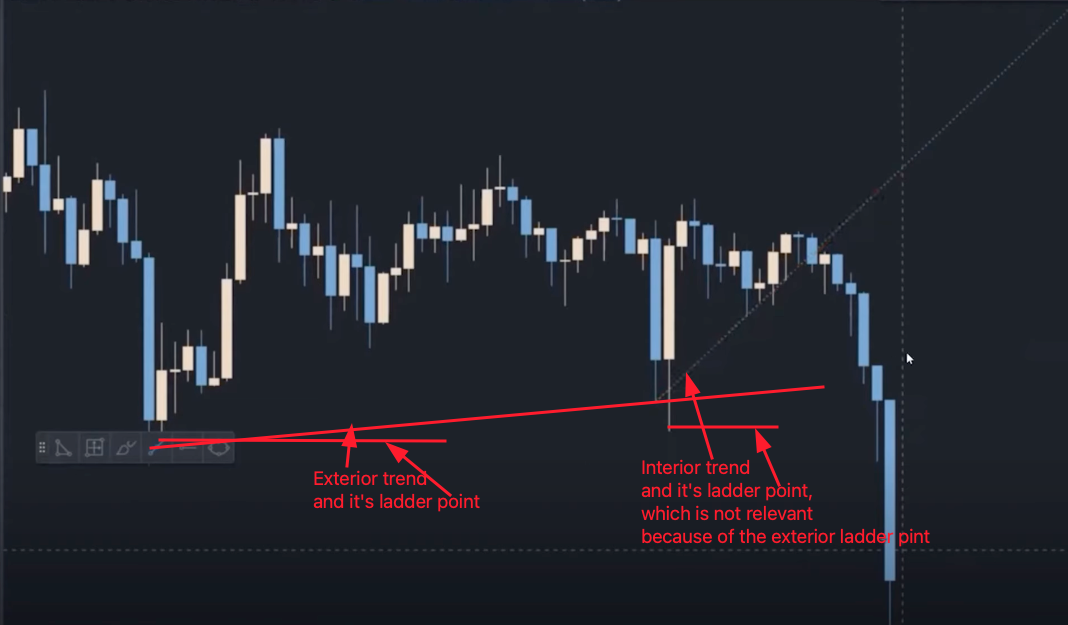 Exterior trend
and it's ladder point
Interior trend
and it's ladder point,
which is not relevant
because of the exterior ladder pint